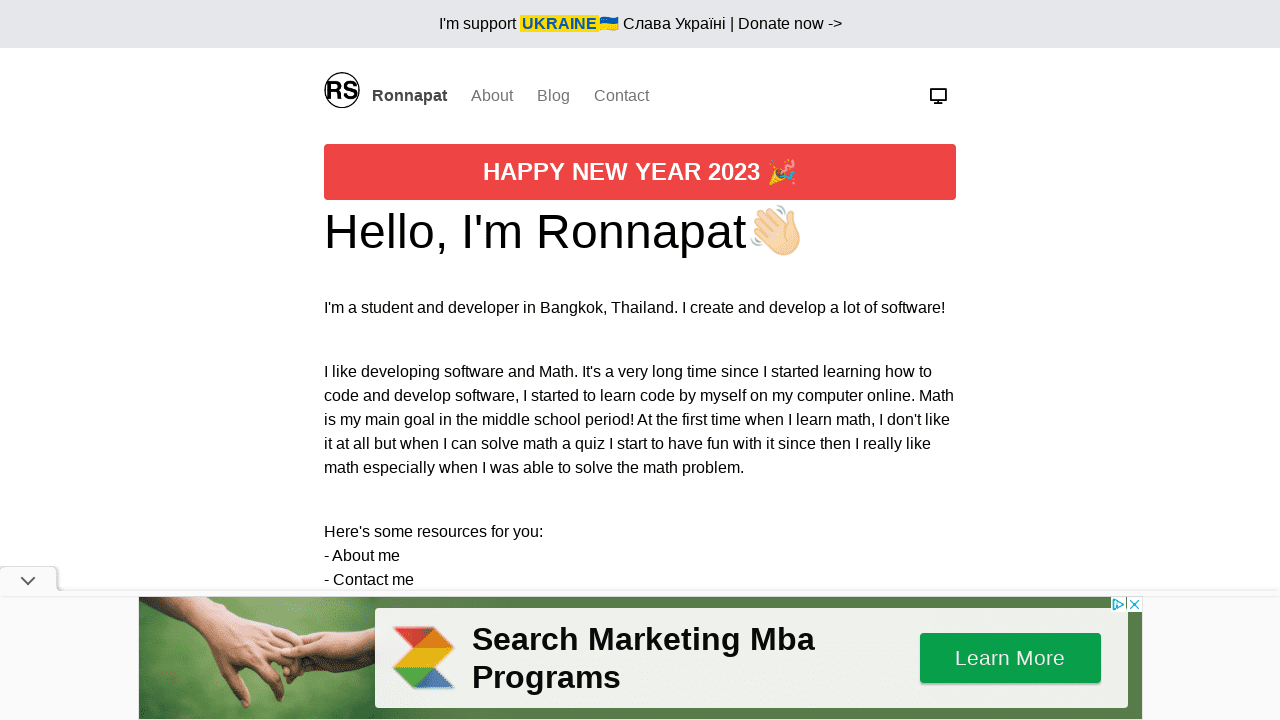 I'm support UKRAINE🇺🇦 Слава Україні | Donate now ->
RS Ronnapat About Blog Contact
HAPPY NEW YEAR 2023 🎉
Hello, I'm Ronnapat👋🏻
I'm a student and developer in Bangkok, Thailand. I create and develop a lot of software!
I like developing software and Math. It's a very long time since I started learning how to
code and develop software, I started to learn code by myself on my computer online. Math
is my main goal in the middle school period! At the first time when I learn math, I don't like
it at all but when I can solve math a quiz I start to have fun with it since then I really like
math especially when I was able to solve the math problem.
Here's some resources for you:
- About me
- Contact me
Search Marketing Mba
Programs
Learn More